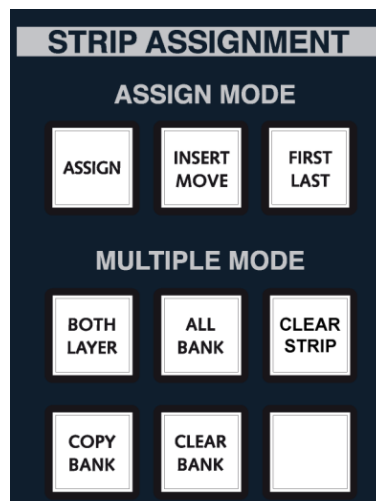 STRIP ASSIGNMENT
ASSIGN MODE
ASSIGN
INSERT
MOVE
FIRST
LAST
MULTIPLE MODE
BOTH
LAYER
ALL
BANK
CLEAR
STRIP
COPY
BANK
CLEAR
BANK